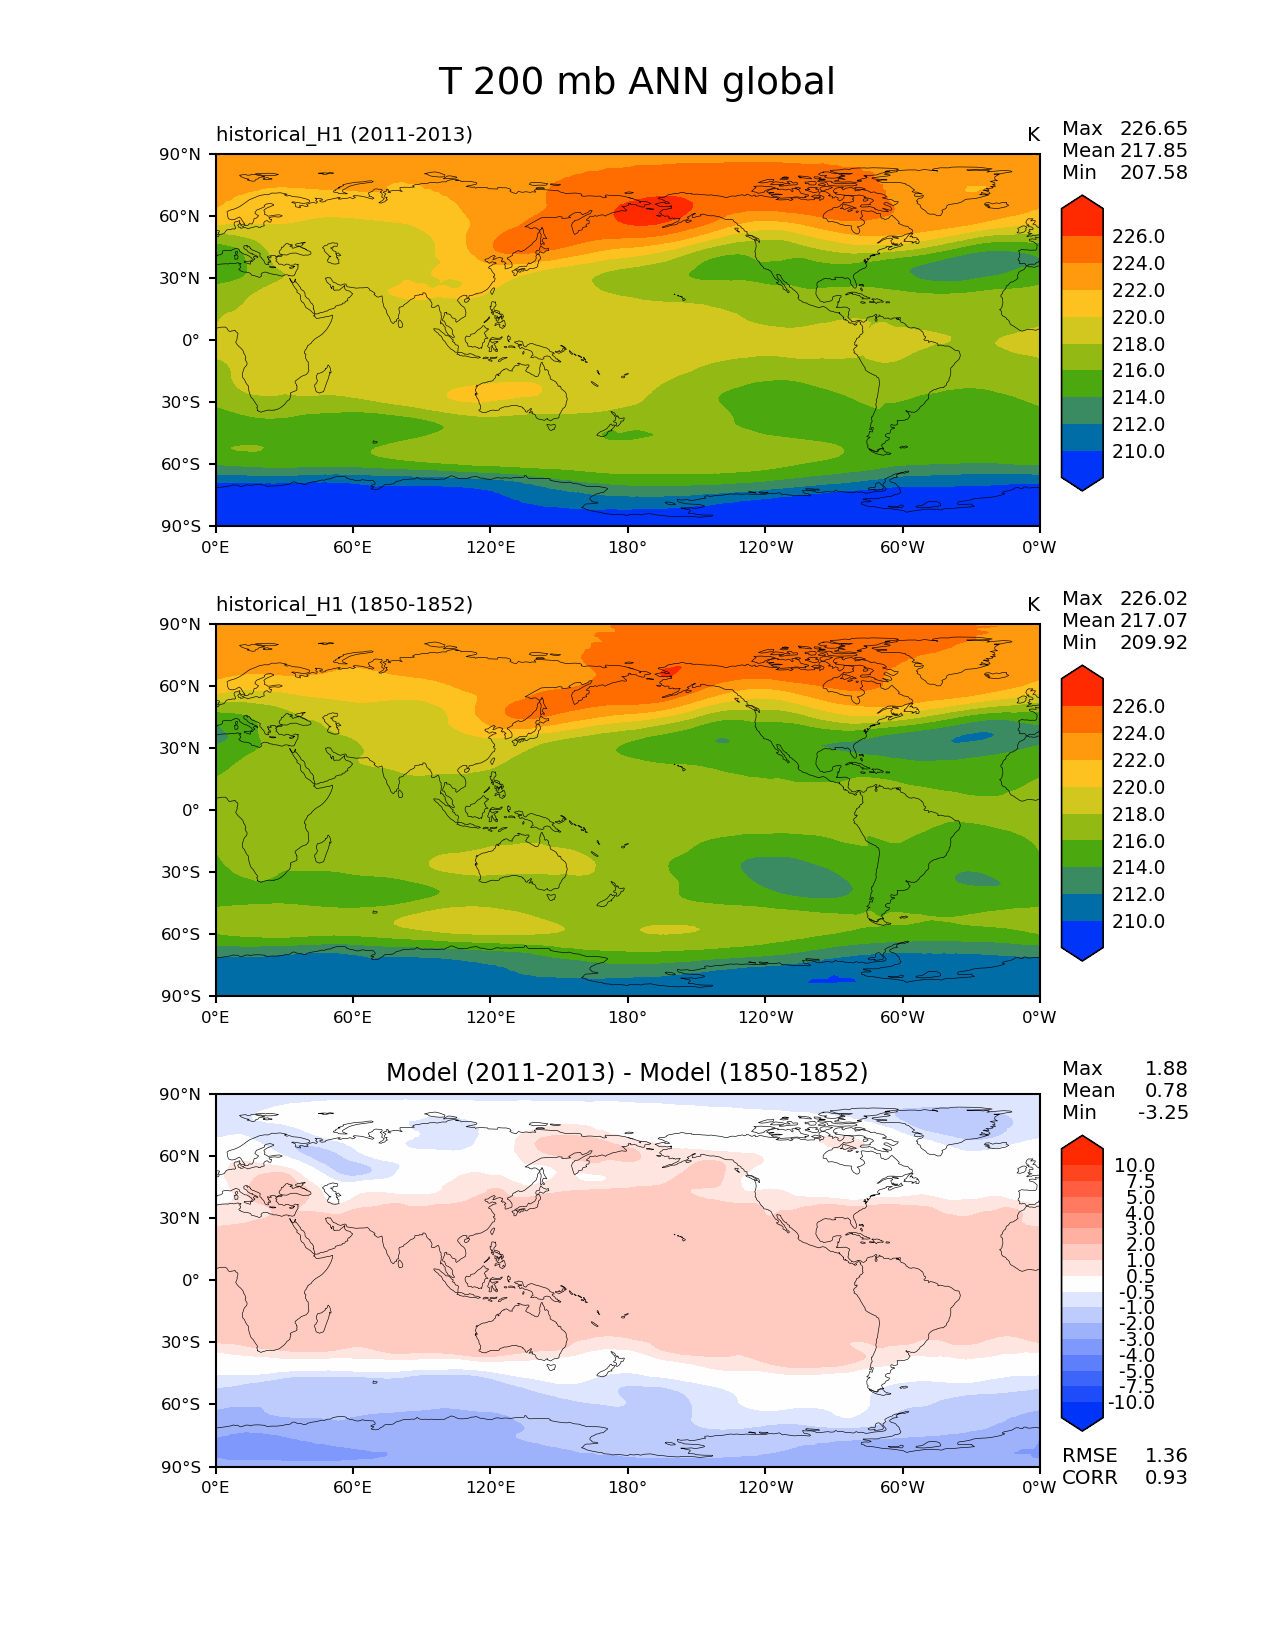 T 200 mb ANN global
historical_H1 (2011-2013)
K
Max 226.65
Mean 217.85
Min 207.58
90°N
60°N
30°N
0°
30°S
60°S
90°S
0°E 60°E 120°E 180° 120°W 60°W 0°W
226.0
224.0
222.0
220.0
218.0
216.0
214.0
212.0
210.0
historical_H1 (1850-1852)
K
Max 226.02
Mean 217.07
Min 209.92
90°N
60°N
30°N
0°
30°S
60°S
90°S
0°E 60°E 120°E 180° 120°W 60°W 0°W
226.0
224.0
222.0
220.0
218.0
216.0
214.0
212.0
210.0
Model (2011-2013) - Model (1850-1852)
Max 1.88
Mean 0.78
Min -3.25
90°N
60°N
30°N
0°
30°S
60°S
90°S
0°E 60°E 120°E 180° 120°W 60°W 0°W
10.0
7.5
5.0
4.0
3.0
2.0
1.0
0.5
-0.5
-1.0
-2.0
-3.0
-4.0
-5.0
-7.5
-10.0
RMSE 1.36
CORR 0.93